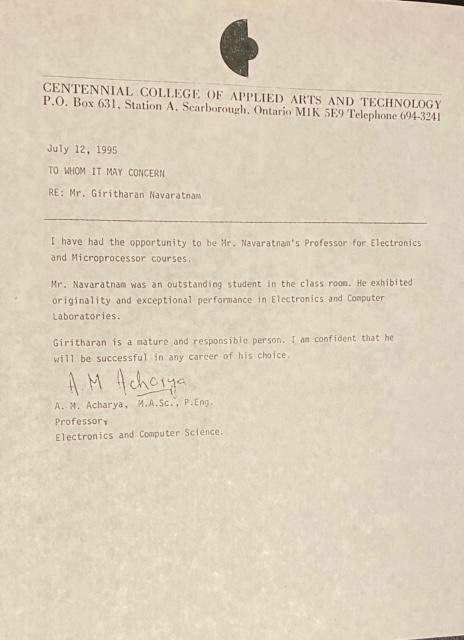 CENTENNIAL COLLEGE OF APPLIED ARTS AND TECHNOLOGY
P.O. Box 631, Station A, Scarborough, Ontario M1K 5E9 Telephone 694-3241
July 12, 1995
TO WHOM IT MAY CONCERN
RE: Mr. Giritharan Navaratnam
I have had the opportunity to be Mr. Navaratnam's Professor for Electronics
and Microprocessor courses.
Mr. Navaratnam was an outstanding student in the class room. He exhibited
originality and exceptional performance in Electronics and Computer
Laboratories.
Giritharan is a mature and responsible person. I am confident that he
will be successful in any career of his choice.
A.M Acharya
A. M. Acharya, M.A.Sc., P.Eng.
Professor,
Electronics and Computer Science.